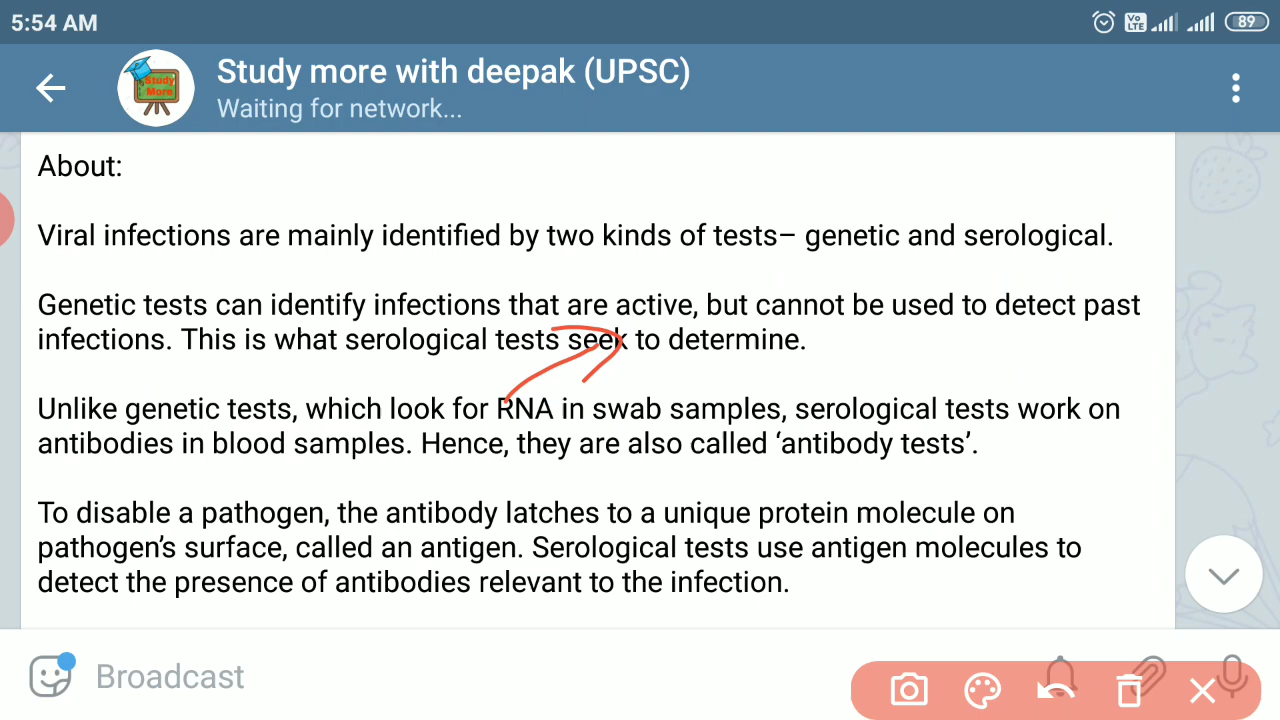 5:54 AM
Vo LTE
89
Study More
Study more with deepak (UPSC)
Waiting for network...
About:
Viral infections are mainly identified by two kinds of tests– genetic and serological.
Genetic tests can identify infections that are active, but cannot be used to detect past
infections. This is what serological tests seek to determine.
Unlike genetic tests, which look for RNA in swab samples, serological tests work on
antibodies in blood samples. Hence, they are also called ‘antibody tests’.
To disable a pathogen, the antibody latches to a unique protein molecule on
pathogen’s surface, called an antigen. Serological tests use antigen molecules to
detect the presence of antibodies relevant to the infection.
Broadcast